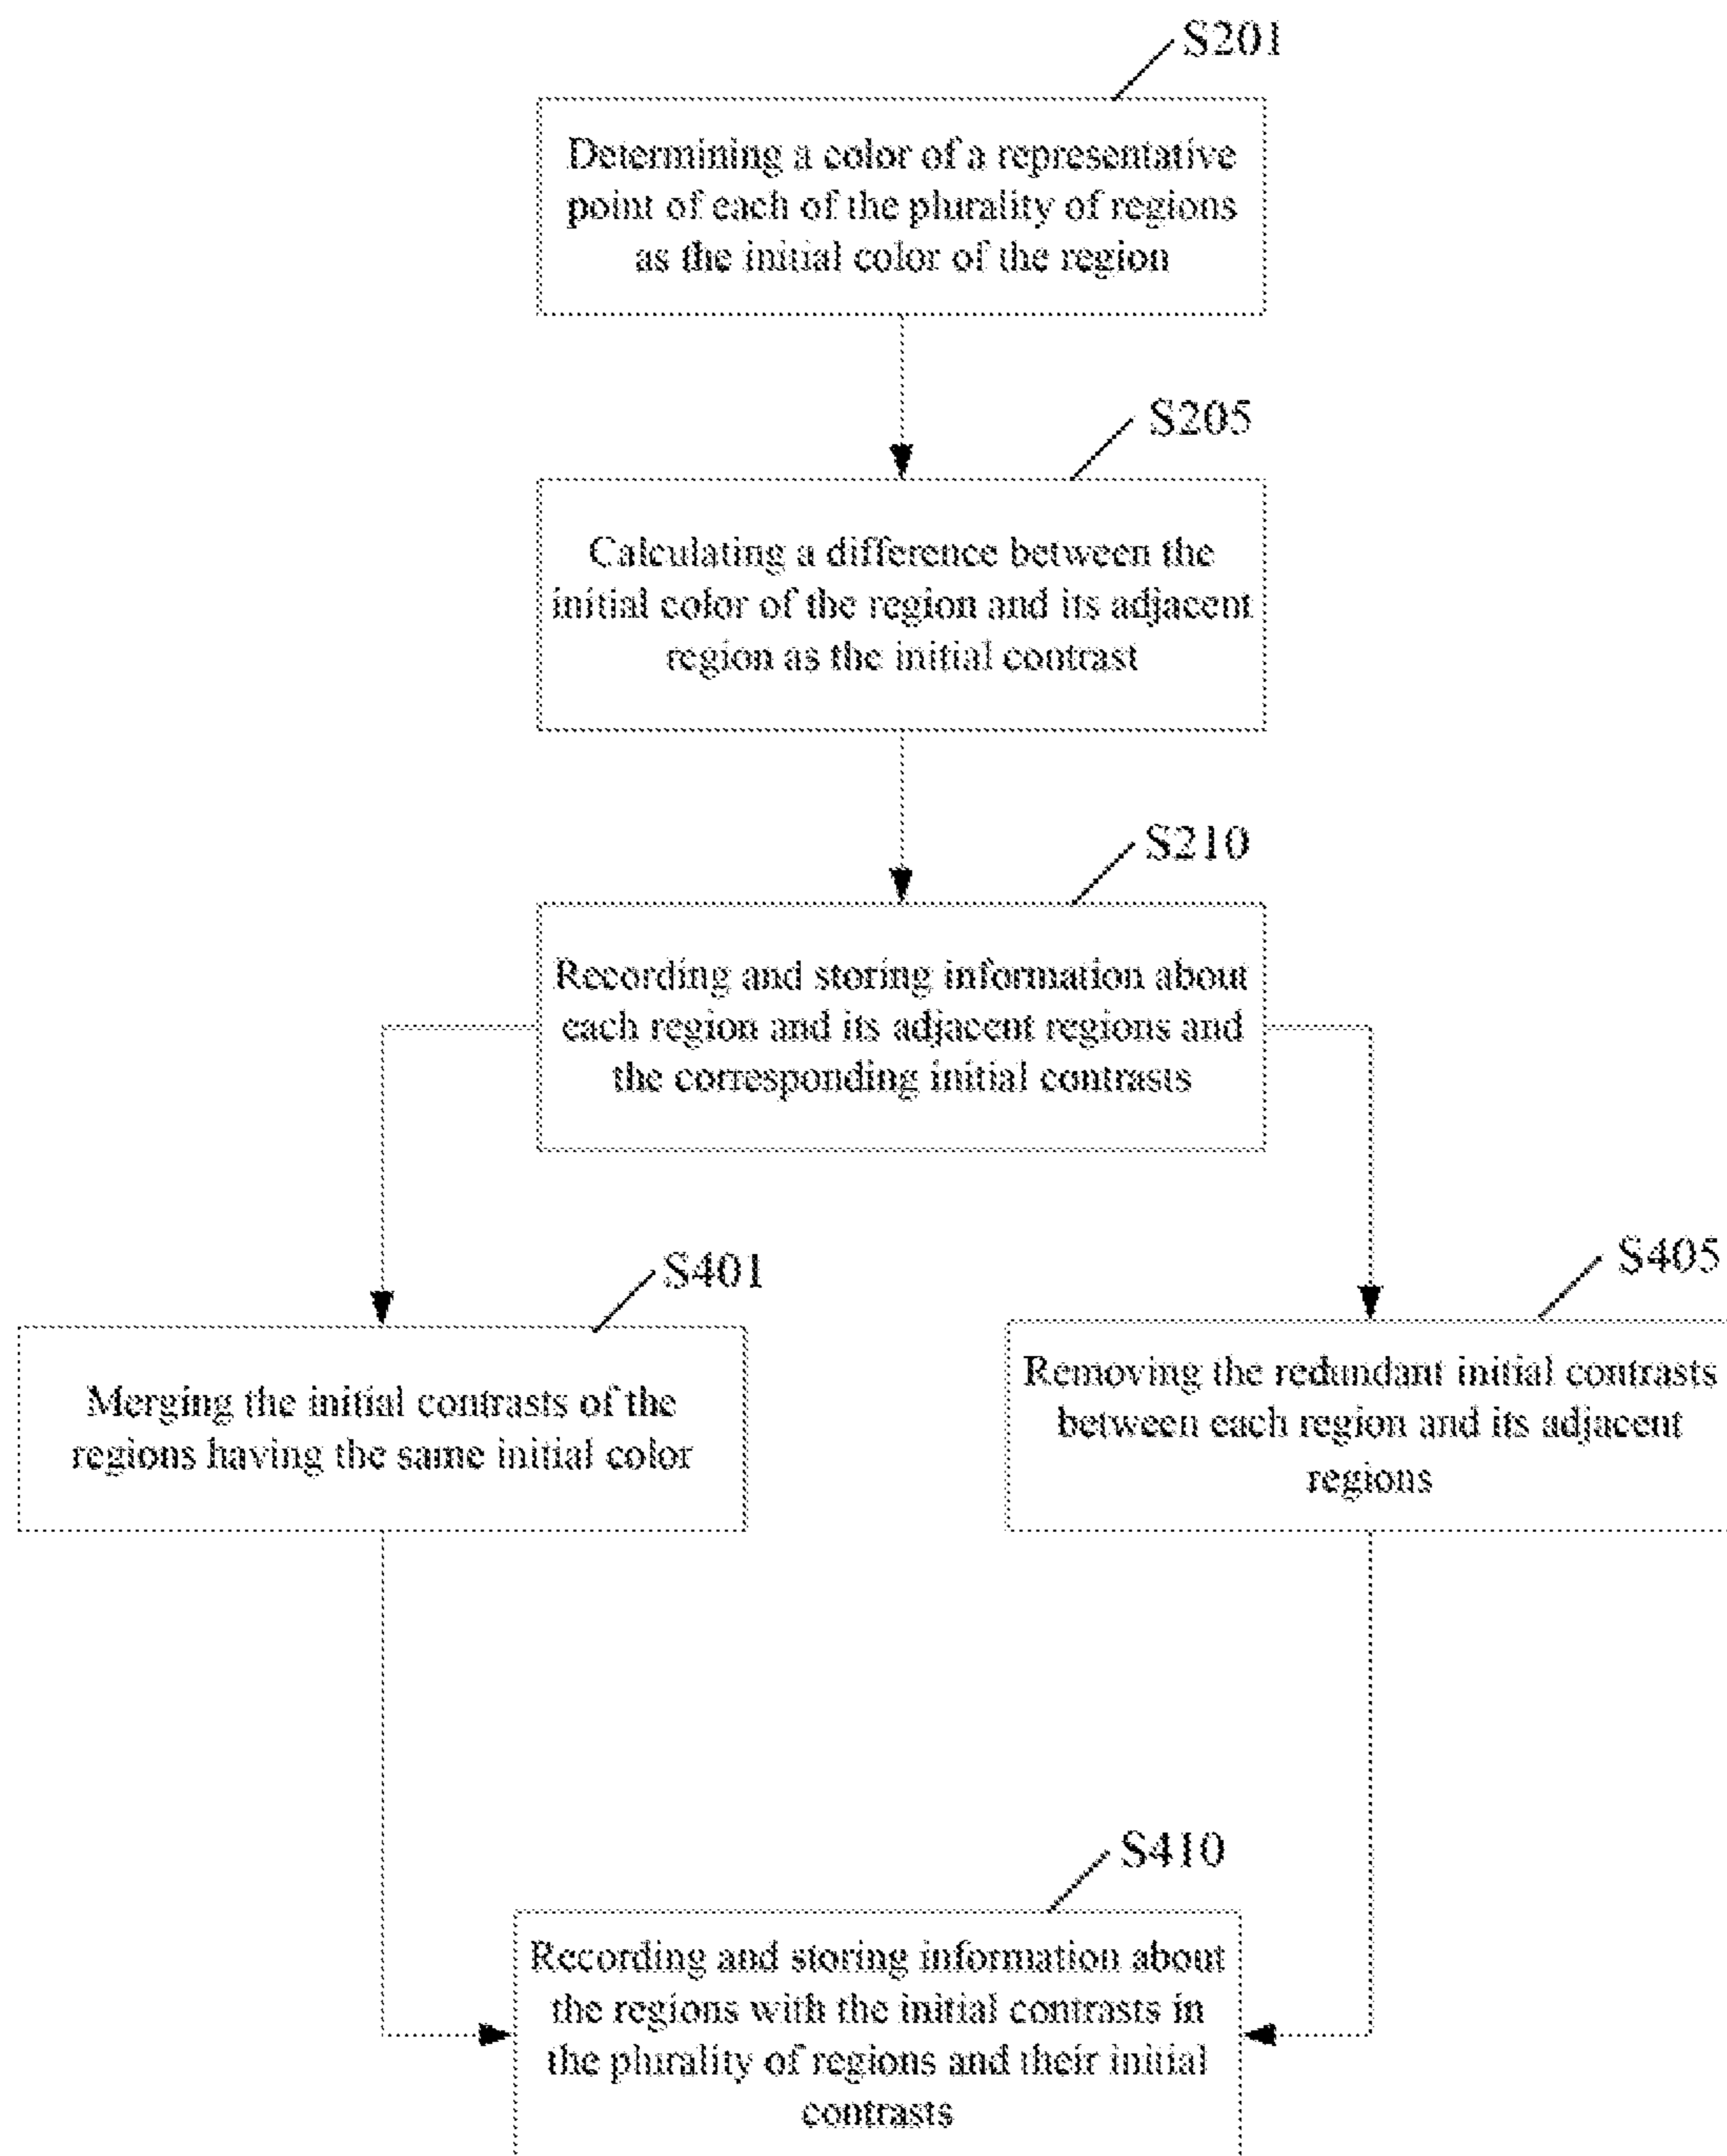 S201
Determining a color of a representative
point of each of the plurality of regions
as the initial color of the region
S205
Calculating a difference between the
initial color of the region and its adjacent
region as the initial contrast
S210
Recording and storing information about
each region and its adjacent regions and
the corresponding initial contrasts
S401
Merging the initial contrasts of the
regions having the same initial color
S405
Removing the redundant initial contrasts
between each region and its adjacent
regions
S410
Recording and storing information about
the regions with the initial contrasts in
the plurality of regions and their initial
contrasts